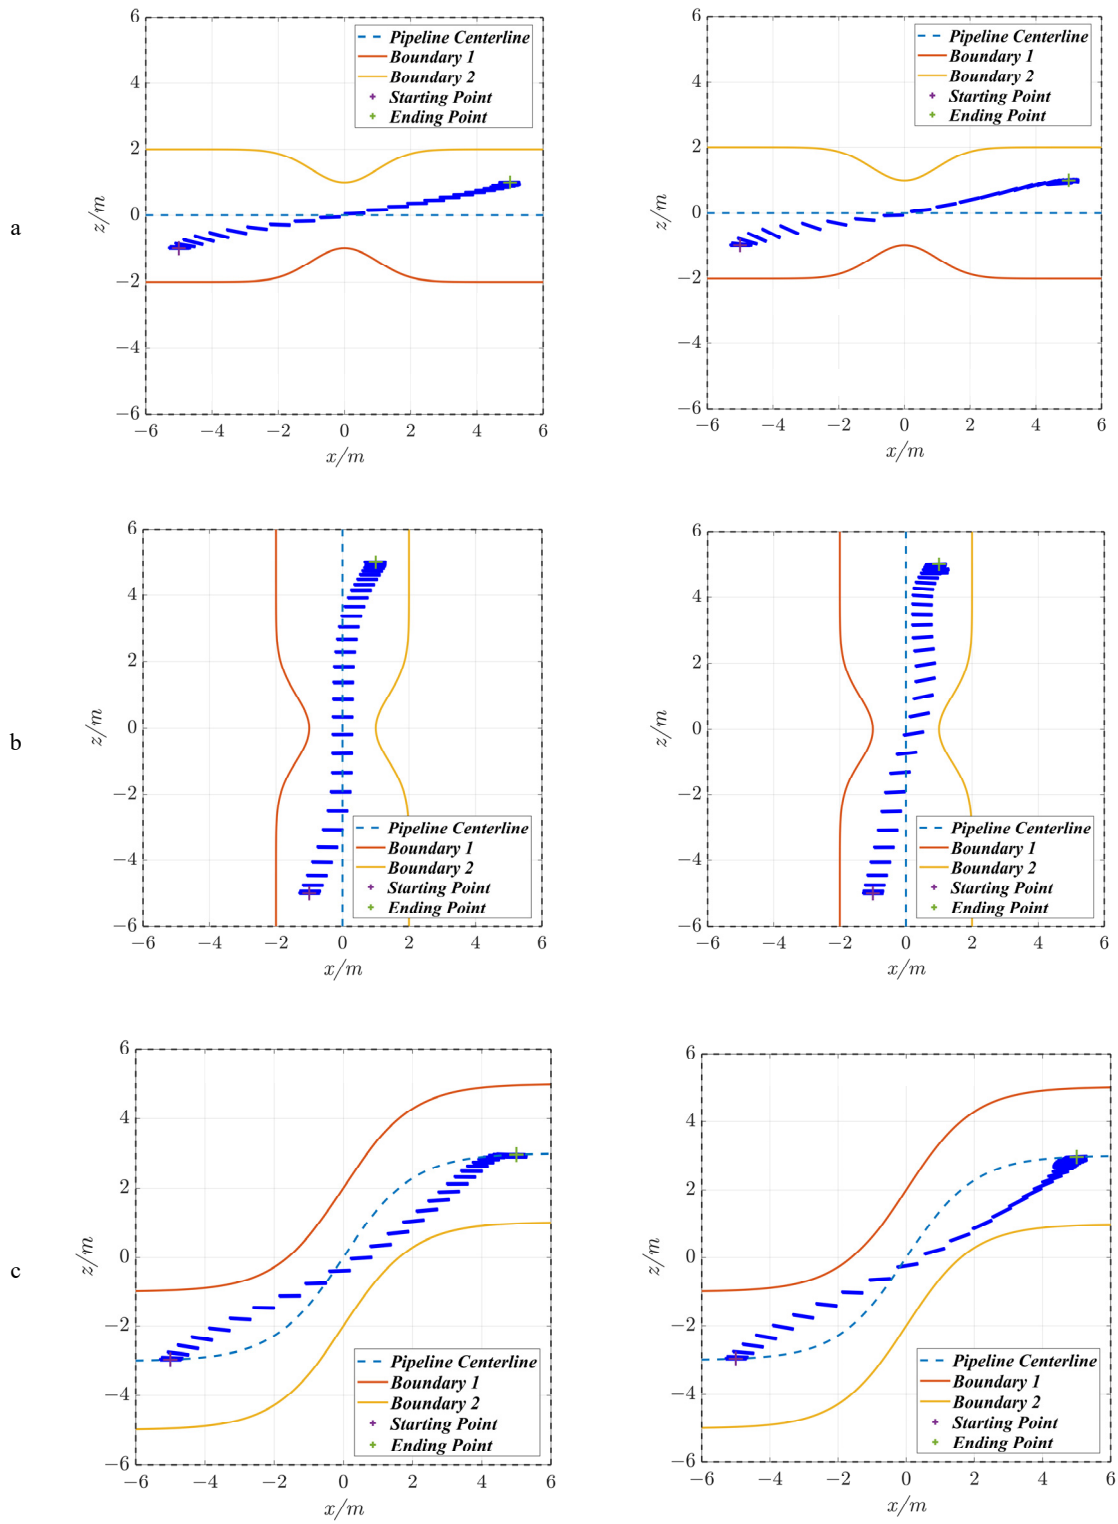 6
4
2
0
−2
−4
−6
−6
−4
−2
0
2
4
6
z/m
x/m
Pipeline Centerline
Boundary 1
Boundary 2
Starting Point
Ending Point
6
4
2
0
−2
−4
−6
−6
−4
−2
0
2
4
6
z/m
x/m
Pipeline Centerline
Boundary 1
Boundary 2
Starting Point
Ending Point
a
6
4
2
0
−2
−4
−6
−6
−4
−2
0
2
4
6
z/m
x/m
Pipeline Centerline
Boundary 1
Boundary 2
Starting Point
Ending Point
6
4
2
0
−2
−4
−6
−6
−4
−2
0
2
4
6
z/m
x/m
Pipeline Centerline
Boundary 1
Boundary 2
Starting Point
Ending Point
b
6
4
2
0
−2
−4
−6
−6
−4
−2
0
2
4
6
z/m
x/m
Pipeline Centerline
Boundary 1
Boundary 2
Starting Point
Ending Point
6
4
2
0
−2
−4
−6
−6
−4
−2
0
2
4
6
z/m
x/m
Pipeline Centerline
Boundary 1
Boundary 2
Starting Point
Ending Point
c